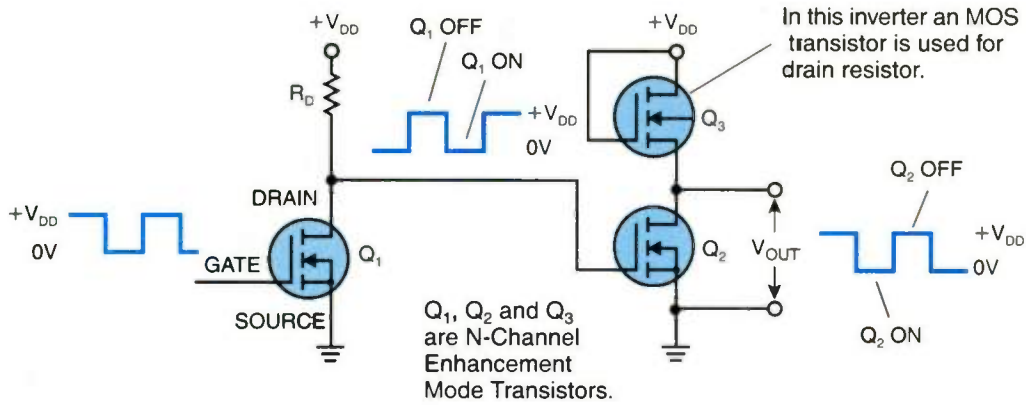 +V_DD
Q₁ OFF
Q₁ ON
R_D
+V_DD
0V
+V_DD
In this inverter an MOS
transistor is used for
drain resistor.
Q₃
Q₂ OFF
+V_DD
0V
DRAIN
GATE
Q₁
SOURCE
Q₂
V_OUT
+V_DD
0V
Q₂ ON
Q₁, Q₂ and Q₃
are N-Channel
Enhancement
Mode Transistors.